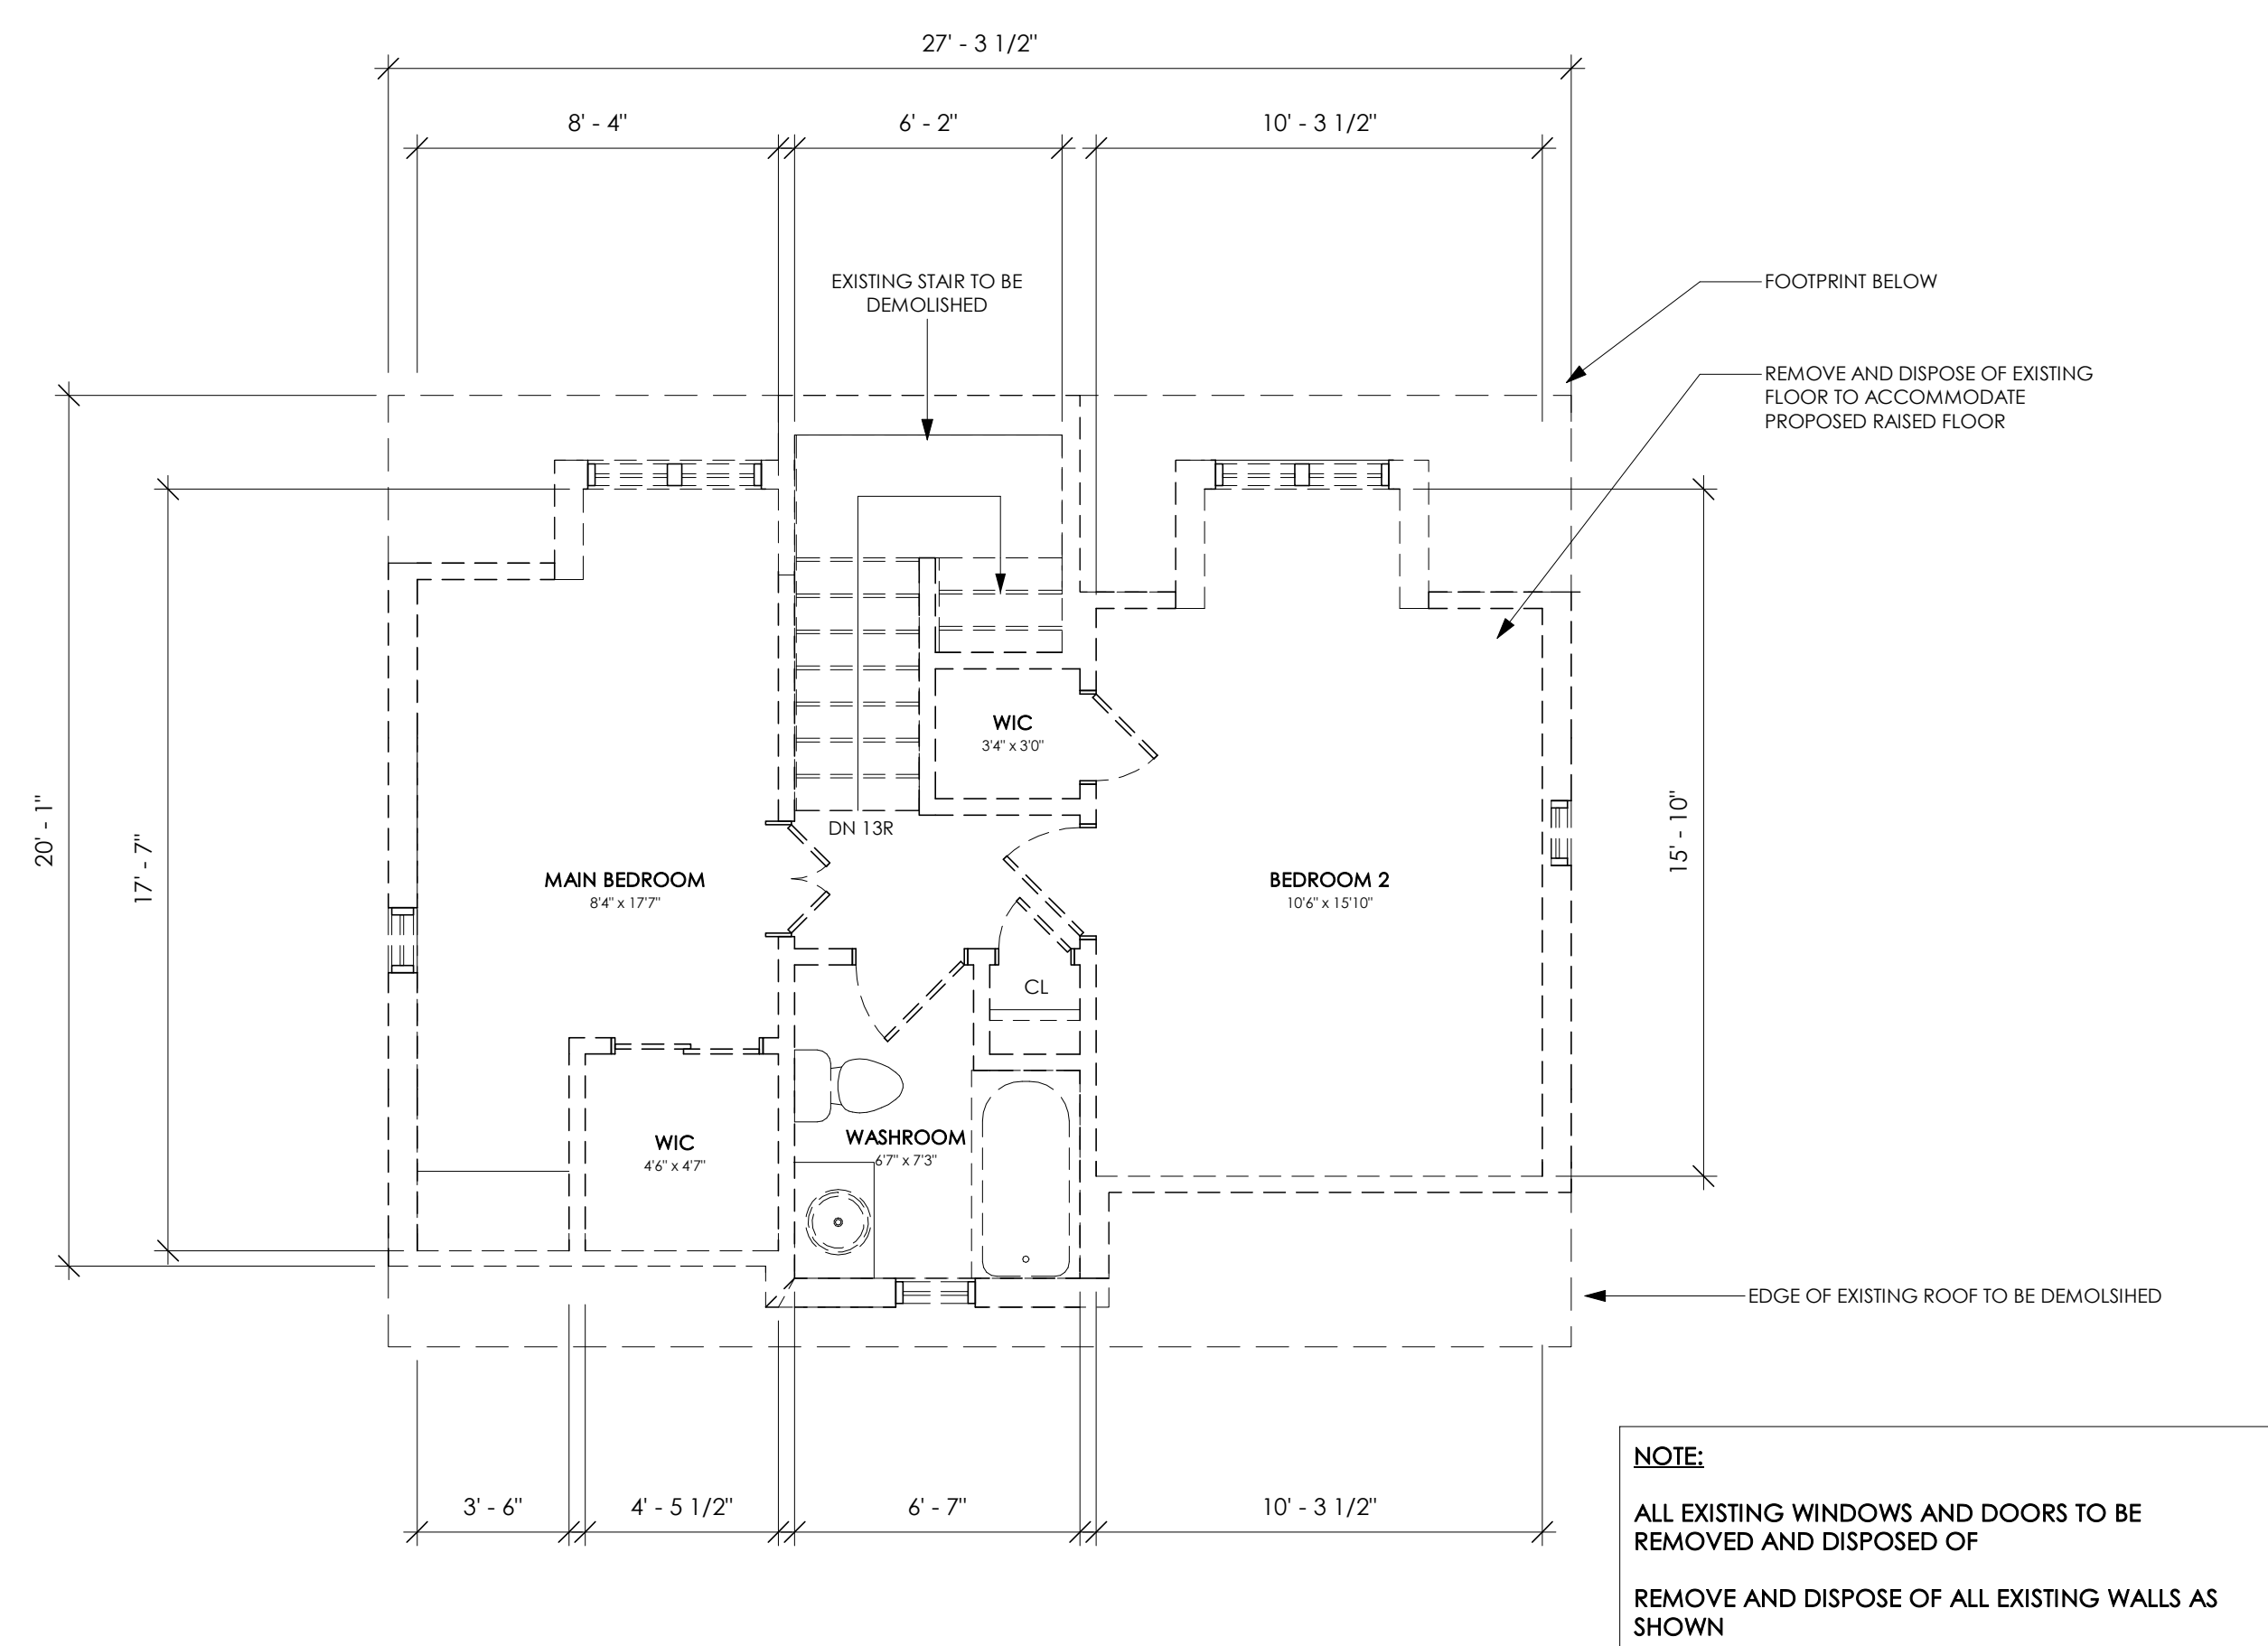 27' - 3 1/2"
8' - 4"
6' - 2"
10' - 3 1/2"
EXISTING STAIR TO BE
DEMOLISHED
FOOTPRINT BELOW
REMOVE AND DISPOSE OF EXISTING
FLOOR TO ACCOMMODATE
PROPOSED RAISED FLOOR
20' - 1"
17' - 7"
15' - 10"
WIC
3'4" x 3'0"
DN 13R
MAIN BEDROOM
8'4" x 17'7"
BEDROOM 2
10'6" x 15'10"
CL
WIC
4'6" x 4'7"
WASHROOM
6'7" x 7'3"
EDGE OF EXISTING ROOF TO BE DEMOLSIHED
3' - 6"
4' - 5 1/2"
6' - 7"
10' - 3 1/2"
NOTE:
ALL EXISTING WINDOWS AND DOORS TO BE
REMOVED AND DISPOSED OF
REMOVE AND DISPOSE OF ALL EXISTING WALLS AS
SHOWN